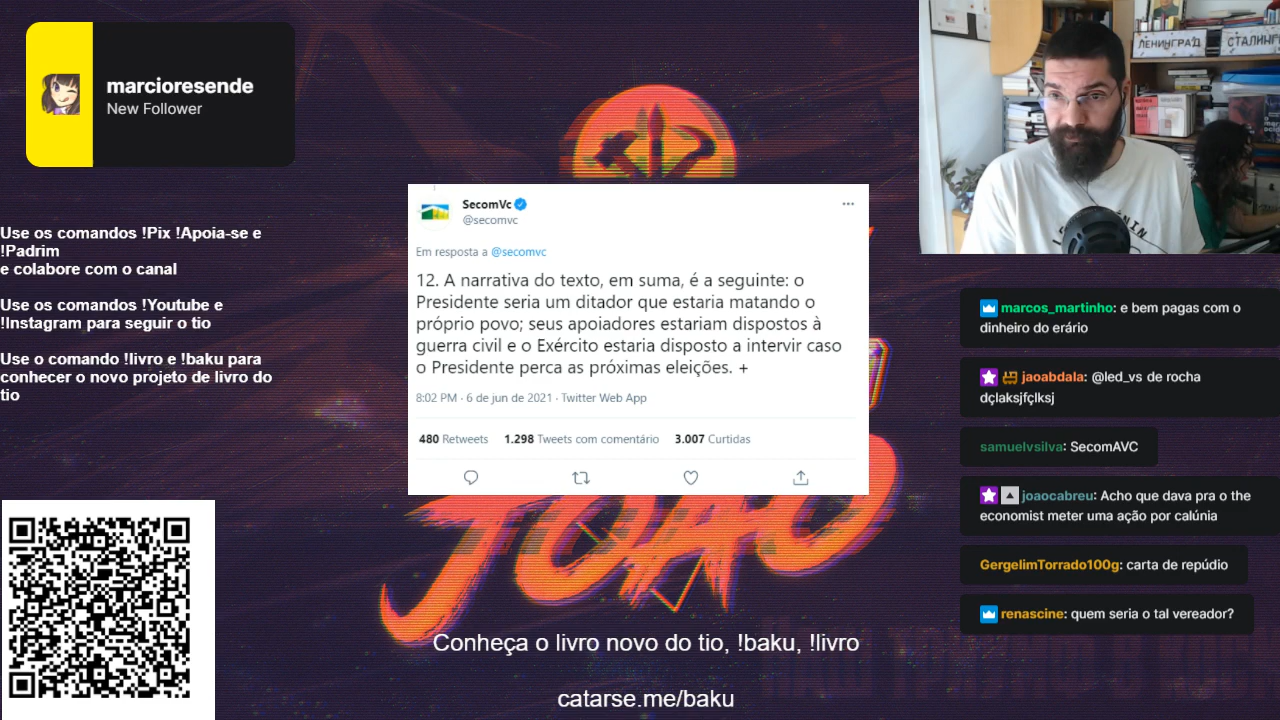 marcioresende
New Follower
Use os comandos !Pix !Apoia-se e
!Padrim
e colabore com o canal
Use os comandos !Youtube e
!Instagram para seguir o tio
Use o comando !livro e !baku para
conhecer o novo projeto de livro do
tio
SecomVc
@secomvc
Em resposta a @secomvc
12. A narrativa do texto, em suma, é a seguinte: o
Presidente seria um ditador que estaria matando o
próprio povo; seus apoiadores estariam dispostos à
guerra civil e o Exército estaria disposto a intervir caso
o Presidente perca as próximas eleições. +
8:02 PM · 6 de jun de 2021 · Twitter Web App
480 Retweets 1.298 Tweets com comentário 3.007 Curtidas
JOÃO
Conheça o livro novo do tio, !baku, !livro
catarse.me/baku
ЛЕНИНГРАД
СТАЛИНГР
marcos_martinho: e bem pagas com o
dinheiro do erário
jaoabdala: @led_vs de rocha
dçlaksjfçlksj
samuelvsilva: SecomAVC
joaocabreu: Acho que dava pra o the
economist meter uma ação por calúnia
GergelimTorrado100g: carta de repúdio
renascine: quem seria o tal vereador?